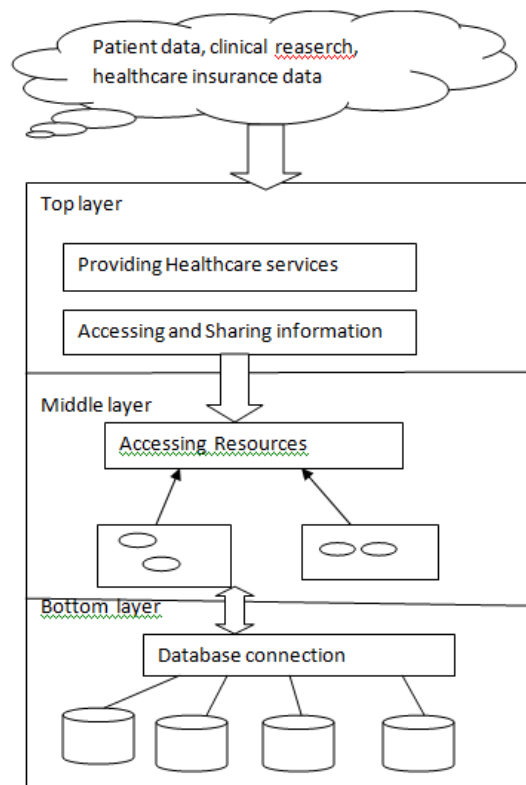 Patient data, clinical reaserch,
healthcare insurance data
Top layer
Providing Healthcare services
Accessing and Sharing information
Middle layer
Accessing Resources
Bottom layer
Database connection